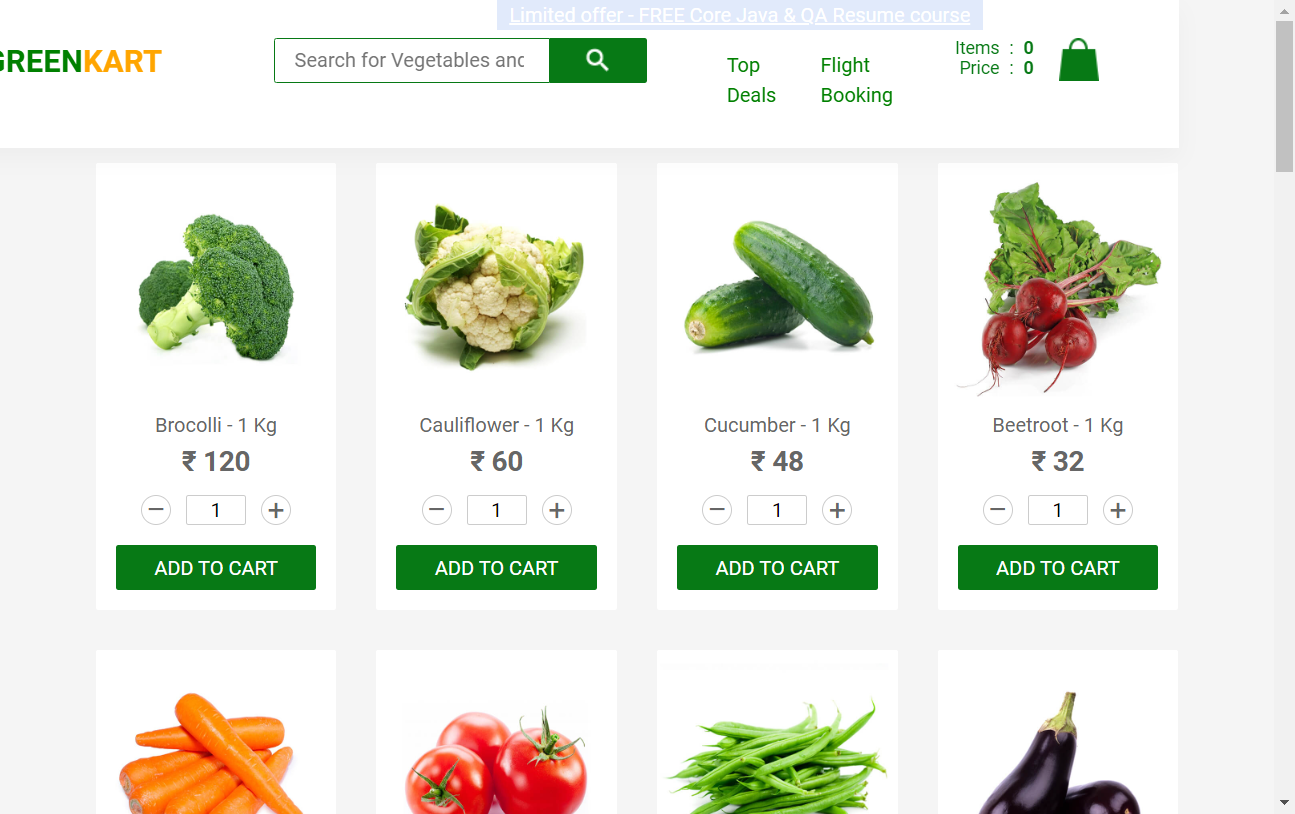 Limited offer - FREE Core Java & QA Resume course
GREENKART
Search for Vegetables and
Top
Deals
Flight
Booking
Items : 0
Price : 0
Brocolli - 1 Kg
₹ 120
− 1 +
ADD TO CART
Cauliflower - 1 Kg
₹ 60
− 1 +
ADD TO CART
Cucumber - 1 Kg
₹ 48
− 1 +
ADD TO CART
Beetroot - 1 Kg
₹ 32
− 1 +
ADD TO CART